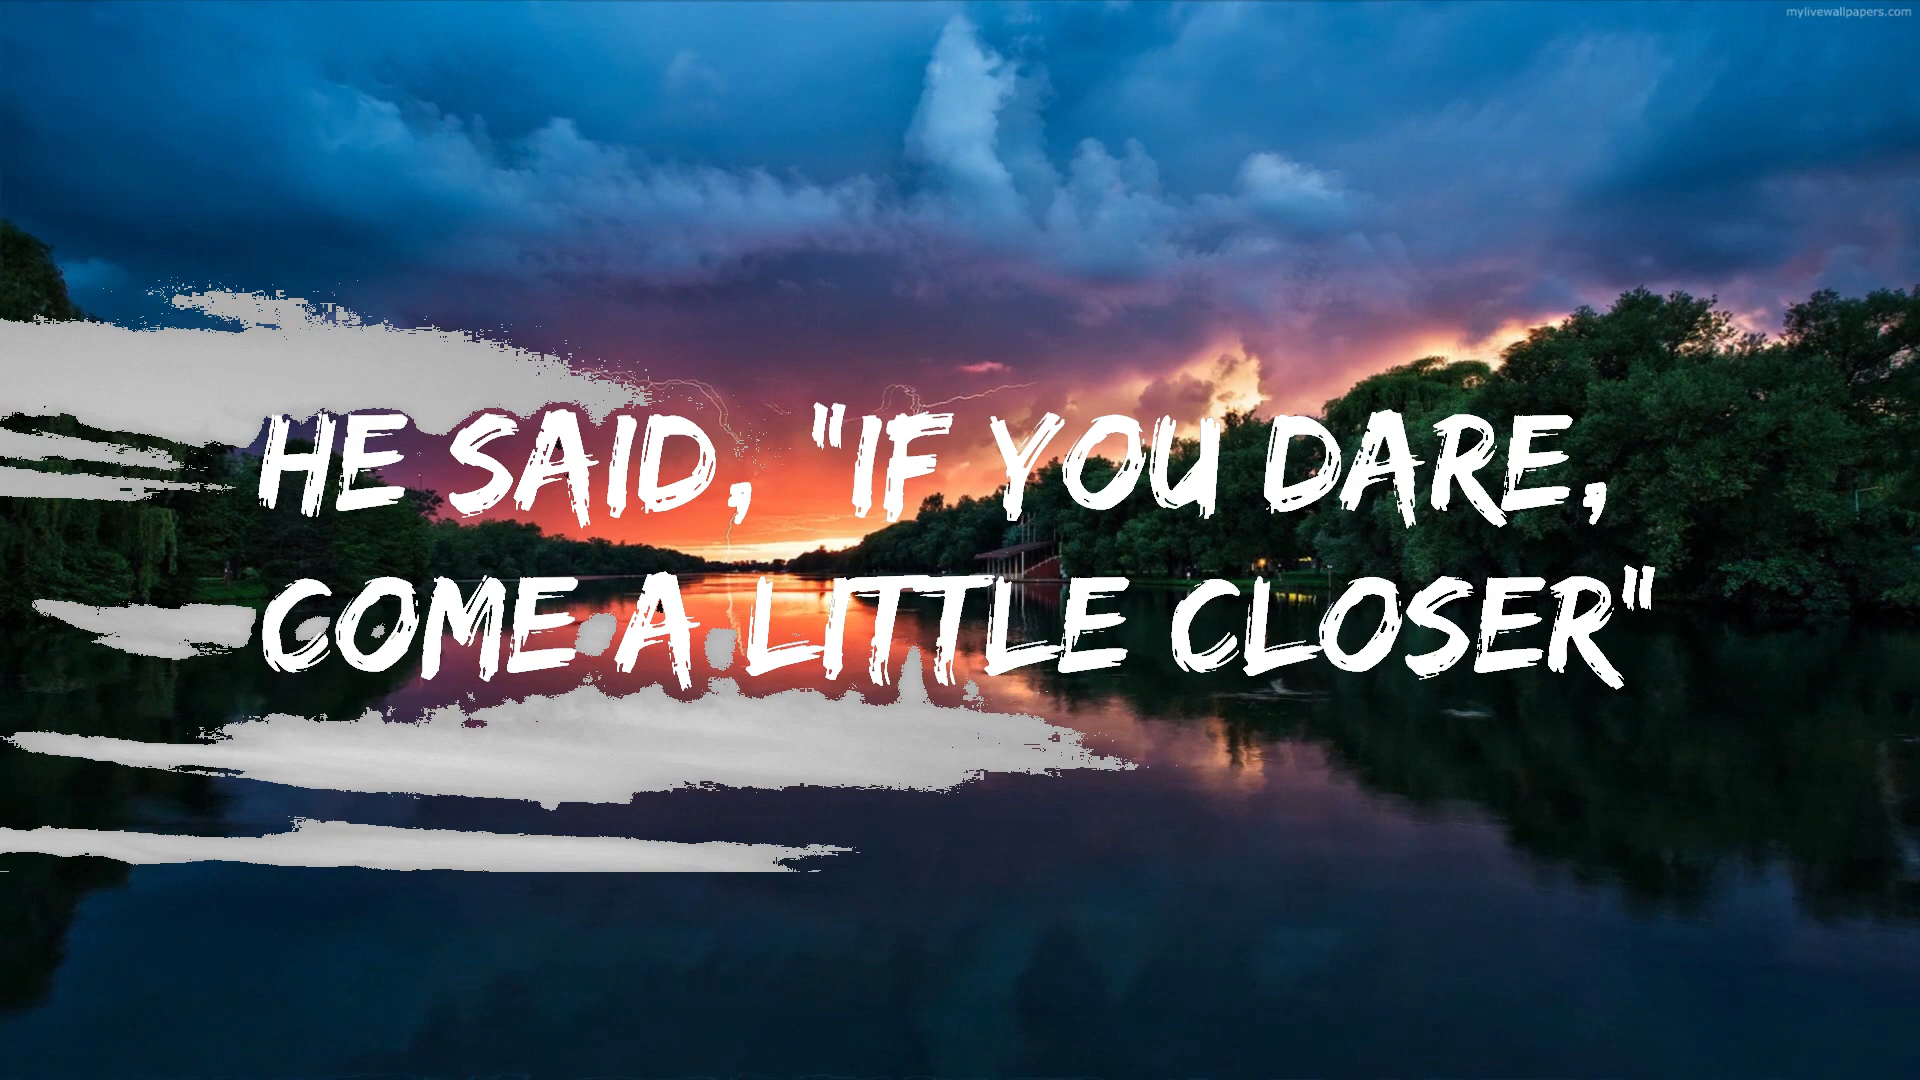 mylivewallpapers.com
HE SAID, "IF YOU DARE,
COME A LITTLE CLOSER"